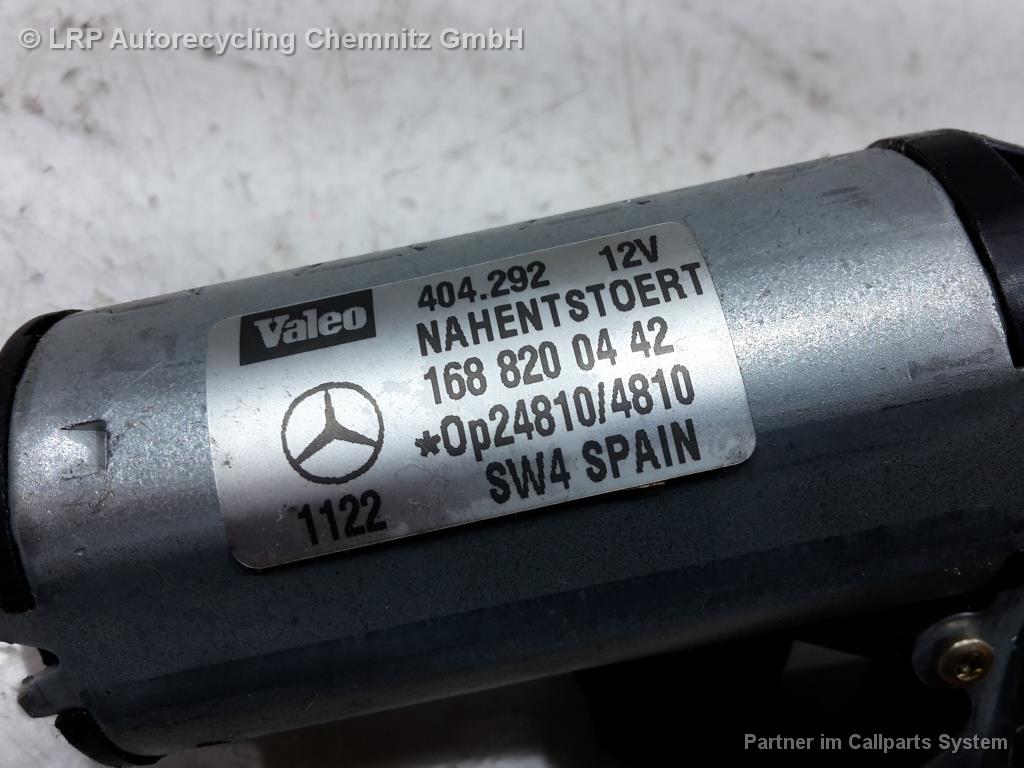 © LRP Autorecycling Chemnitz GmbH
Valeo
404.292 12V
NAHENTSTOERT
168 820 04 42
*Op24810/4810
SW4 SPAIN
1122
Partner im Callparts System